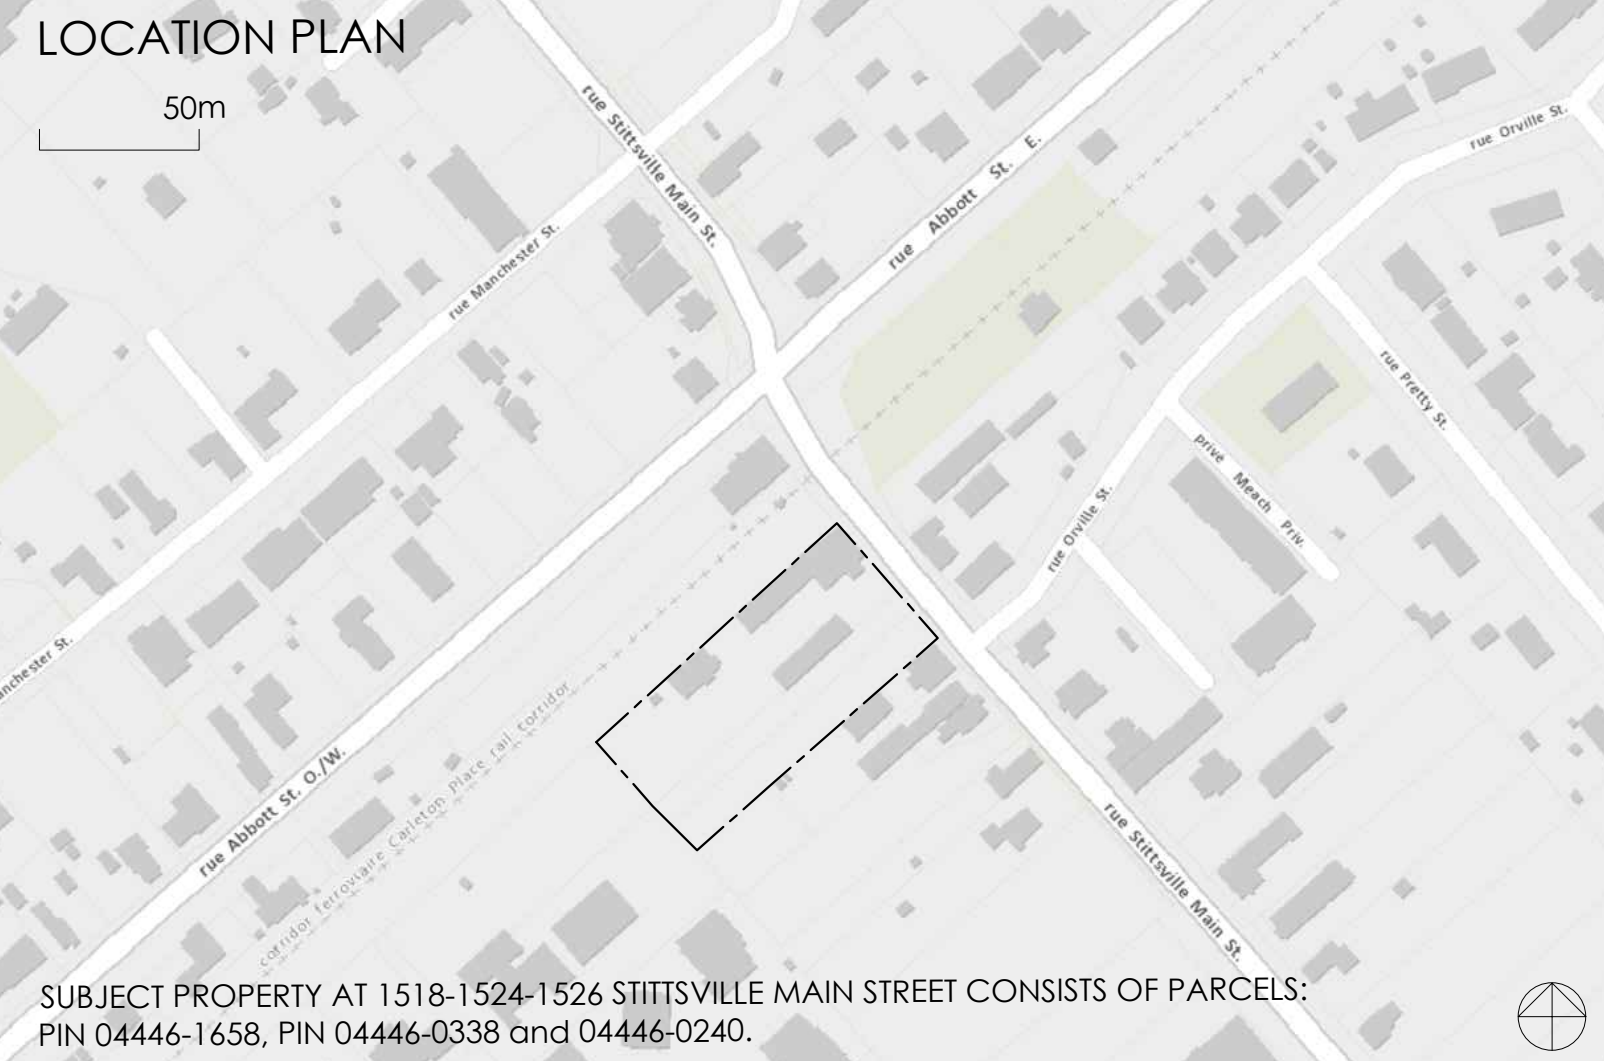 LOCATION PLAN
50m
rue Stittsville Main St.
rue Manchester St.
rue Abbott St. E.
rue Orville St.
rue Pretty St.
privé Meach Priv.
rue Orville St.
anchester St.
rue Abbott St. O./W.
corridor ferroviaire Carleton Place rail corridor
rue Stittsville Main St.
SUBJECT PROPERTY AT 1518-1524-1526 STITTSVILLE MAIN STREET CONSISTS OF PARCELS:
PIN 04446-1658, PIN 04446-0338 and 04446-0240.